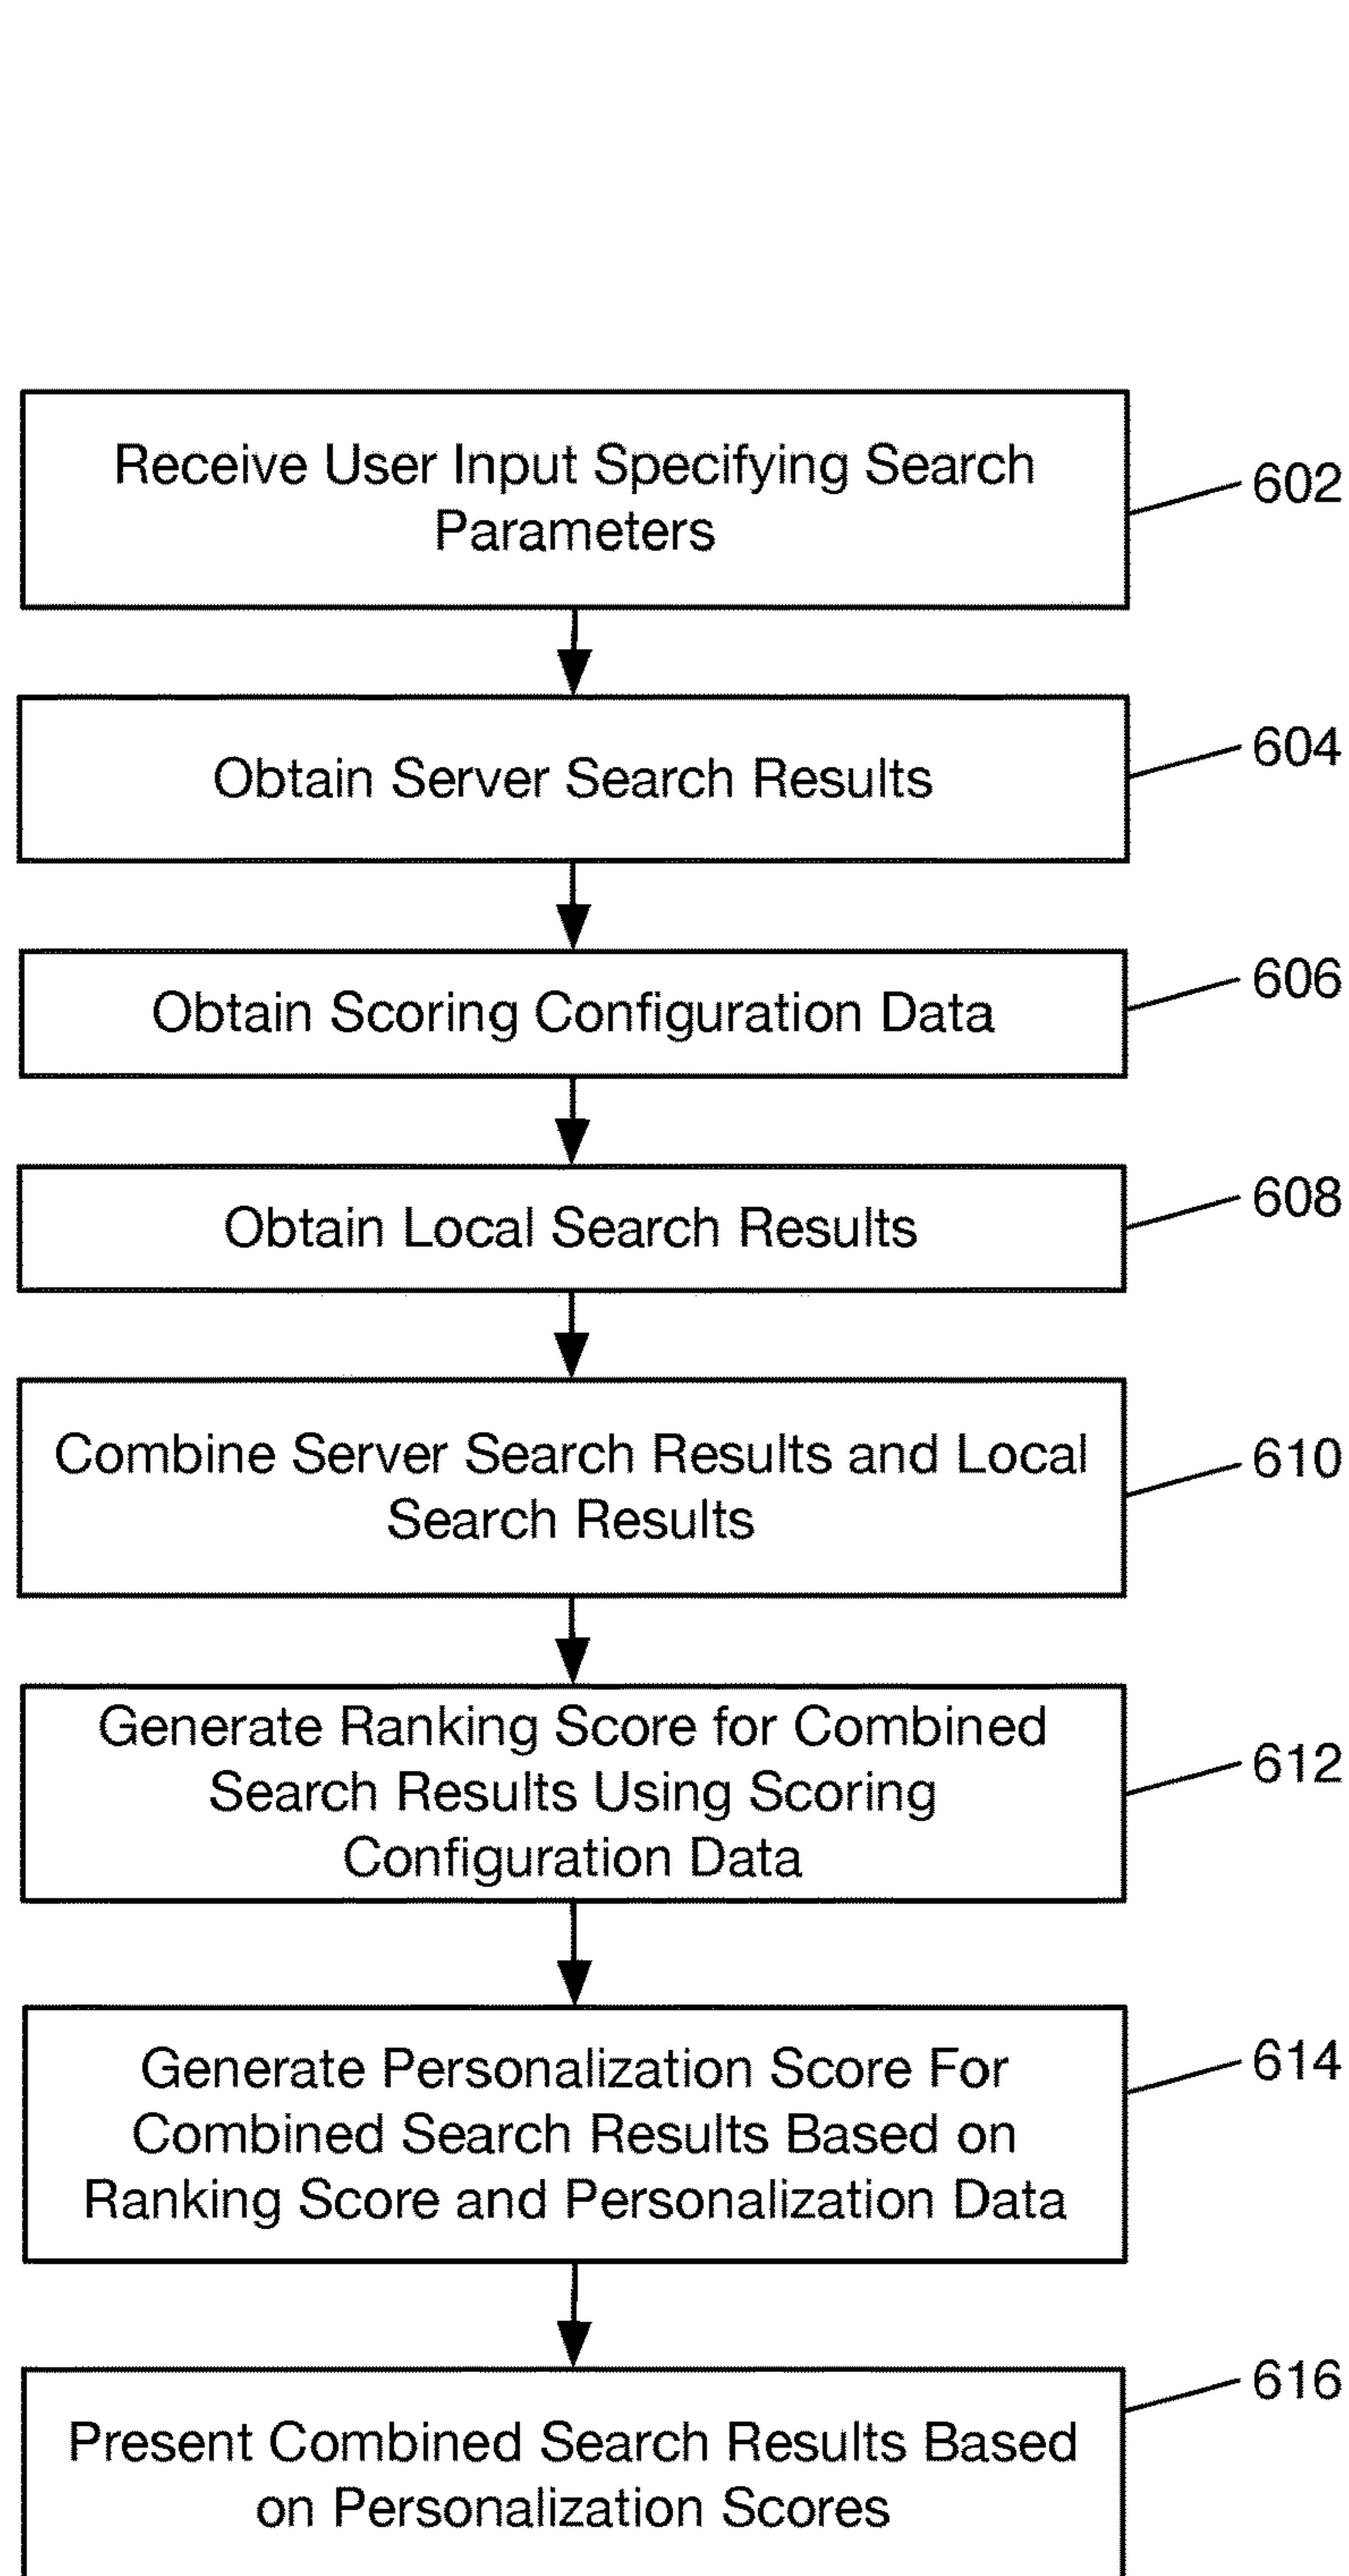 Receive User Input Specifying Search
Parameters
602
Obtain Server Search Results
604
Obtain Scoring Configuration Data
606
Obtain Local Search Results
608
Combine Server Search Results and Local
Search Results
610
Generate Ranking Score for Combined
Search Results Using Scoring
Configuration Data
612
Generate Personalization Score For
Combined Search Results Based on
Ranking Score and Personalization Data
614
Present Combined Search Results Based
on Personalization Scores
616